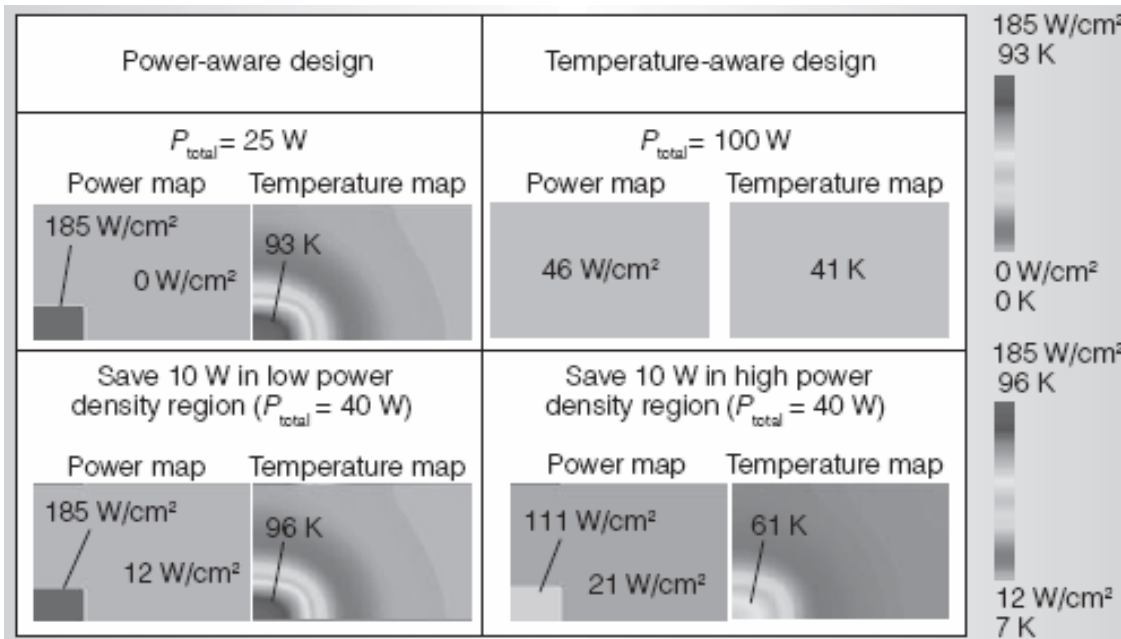 Power-aware design
Temperature-aware design
P_total = 25 W
Power map
Temperature map
185 W/cm²
0 W/cm²
93 K
P_total = 100 W
Power map
Temperature map
46 W/cm²
41 K
Save 10 W in low power
density region (P_total = 40 W)
Power map
Temperature map
185 W/cm²
12 W/cm²
96 K
Save 10 W in high power
density region (P_total = 40 W)
Power map
Temperature map
111 W/cm²
21 W/cm²
61 K
185 W/cm²
93 K
0 W/cm²
0 K
185 W/cm²
96 K
12 W/cm²
7 K